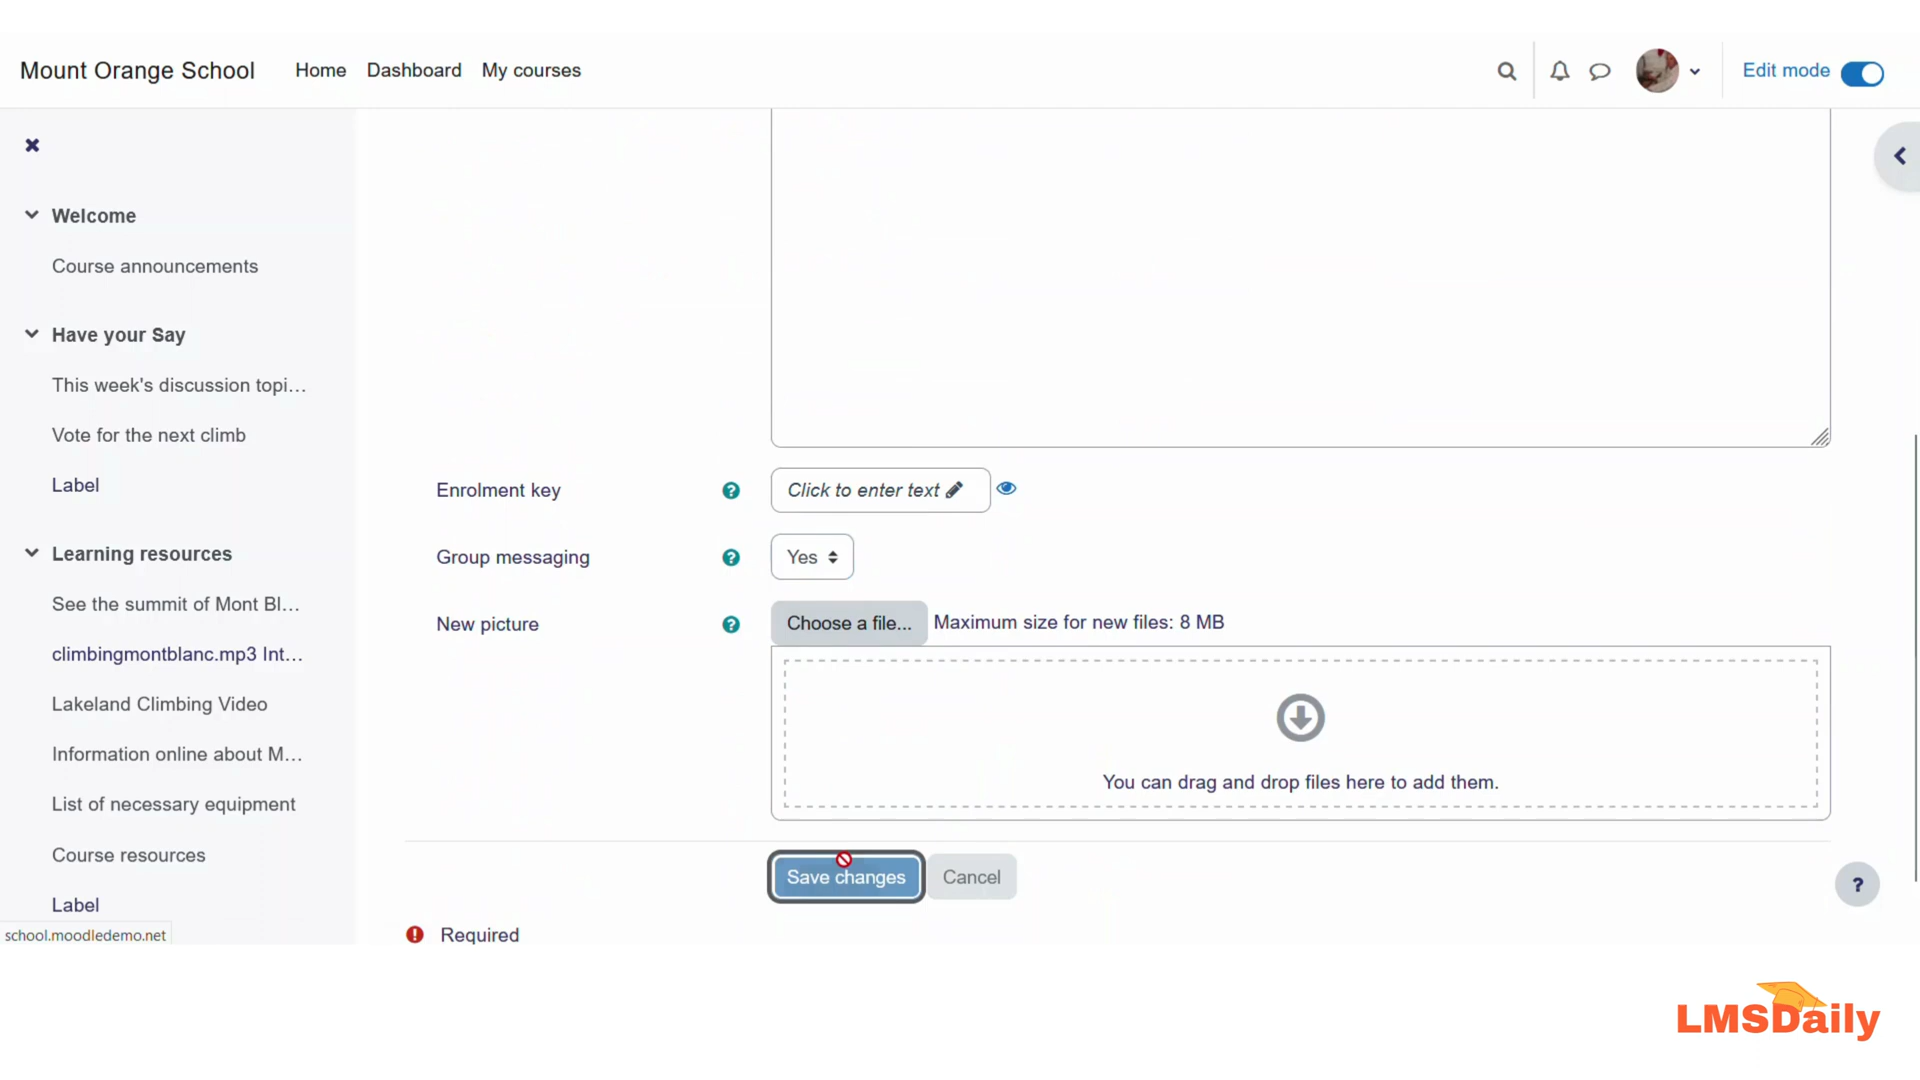 Mount Orange School Home Dashboard My courses Edit mode
Welcome
Course announcements
Have your Say
This week's discussion topi...
Vote for the next climb
Label
Learning resources
See the summit of Mont Bl...
climbingmontblanc.mp3 Int...
Lakeland Climbing Video
Information online about M...
List of necessary equipment
Course resources
Label
school.moodledemo.net
Enrolment key ? Click to enter text
Group messaging ? Yes
New picture ? Choose a file... Maximum size for new files: 8 MB
You can drag and drop files here to add them.
Save changes Cancel
?
! Required
LMSDaily